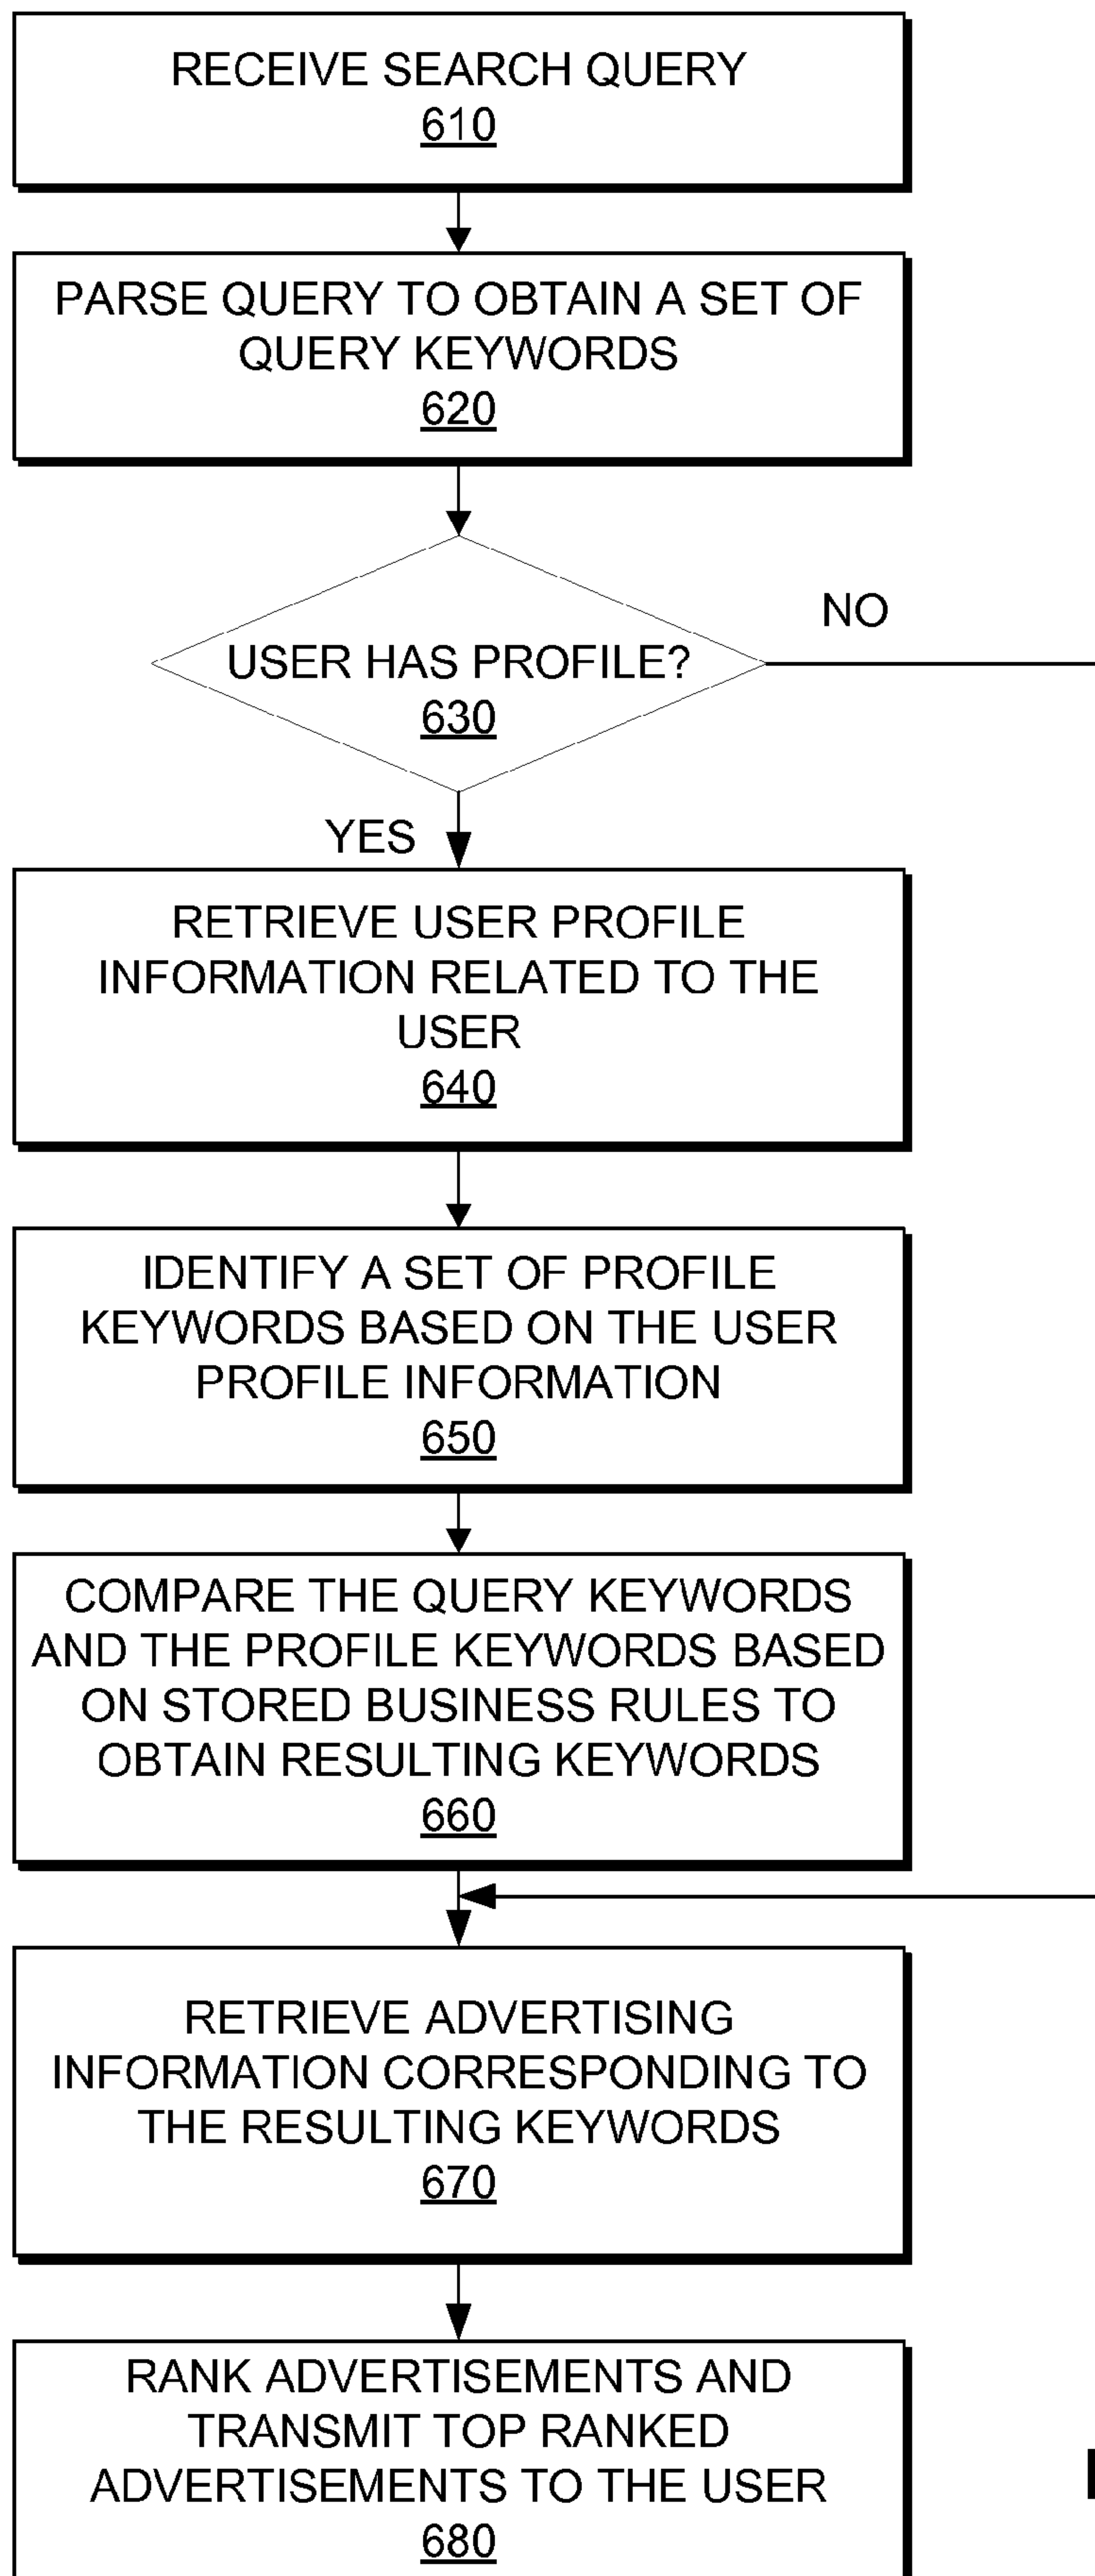 RECEIVE SEARCH QUERY
610
PARSE QUERY TO OBTAIN A SET OF
QUERY KEYWORDS
620
NO
USER HAS PROFILE?
630
YES
RETRIEVE USER PROFILE
INFORMATION RELATED TO THE
USER
640
IDENTIFY A SET OF PROFILE
KEYWORDS BASED ON THE USER
PROFILE INFORMATION
650
COMPARE THE QUERY KEYWORDS
AND THE PROFILE KEYWORDS BASED
ON STORED BUSINESS RULES TO
OBTAIN RESULTING KEYWORDS
660
RETRIEVE ADVERTISING
INFORMATION CORRESPONDING TO
THE RESULTING KEYWORDS
670
RANK ADVERTISEMENTS AND
TRANSMIT TOP RANKED
ADVERTISEMENTS TO THE USER
680